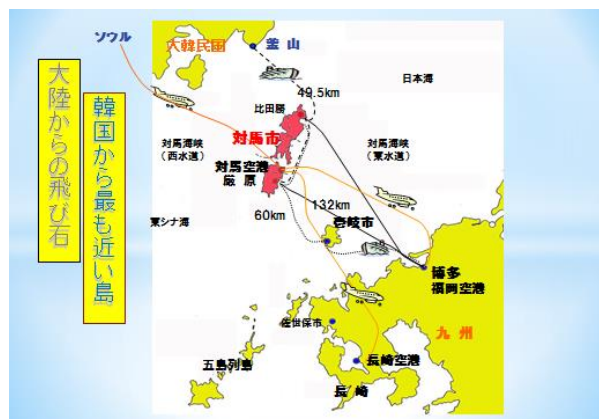 大陸からの飛び石
韓国から最も近い島
ソウル
大韓民国
釜山
日本海
49.5km
比田勝
対馬市
対馬海峡
(西水道)
対馬海峡
(東水道)
対馬空港
厳原
東シナ海
132km
60km
壱岐市
博多
福岡空港
佐世保市
九州
五島列島
長崎空港
長崎